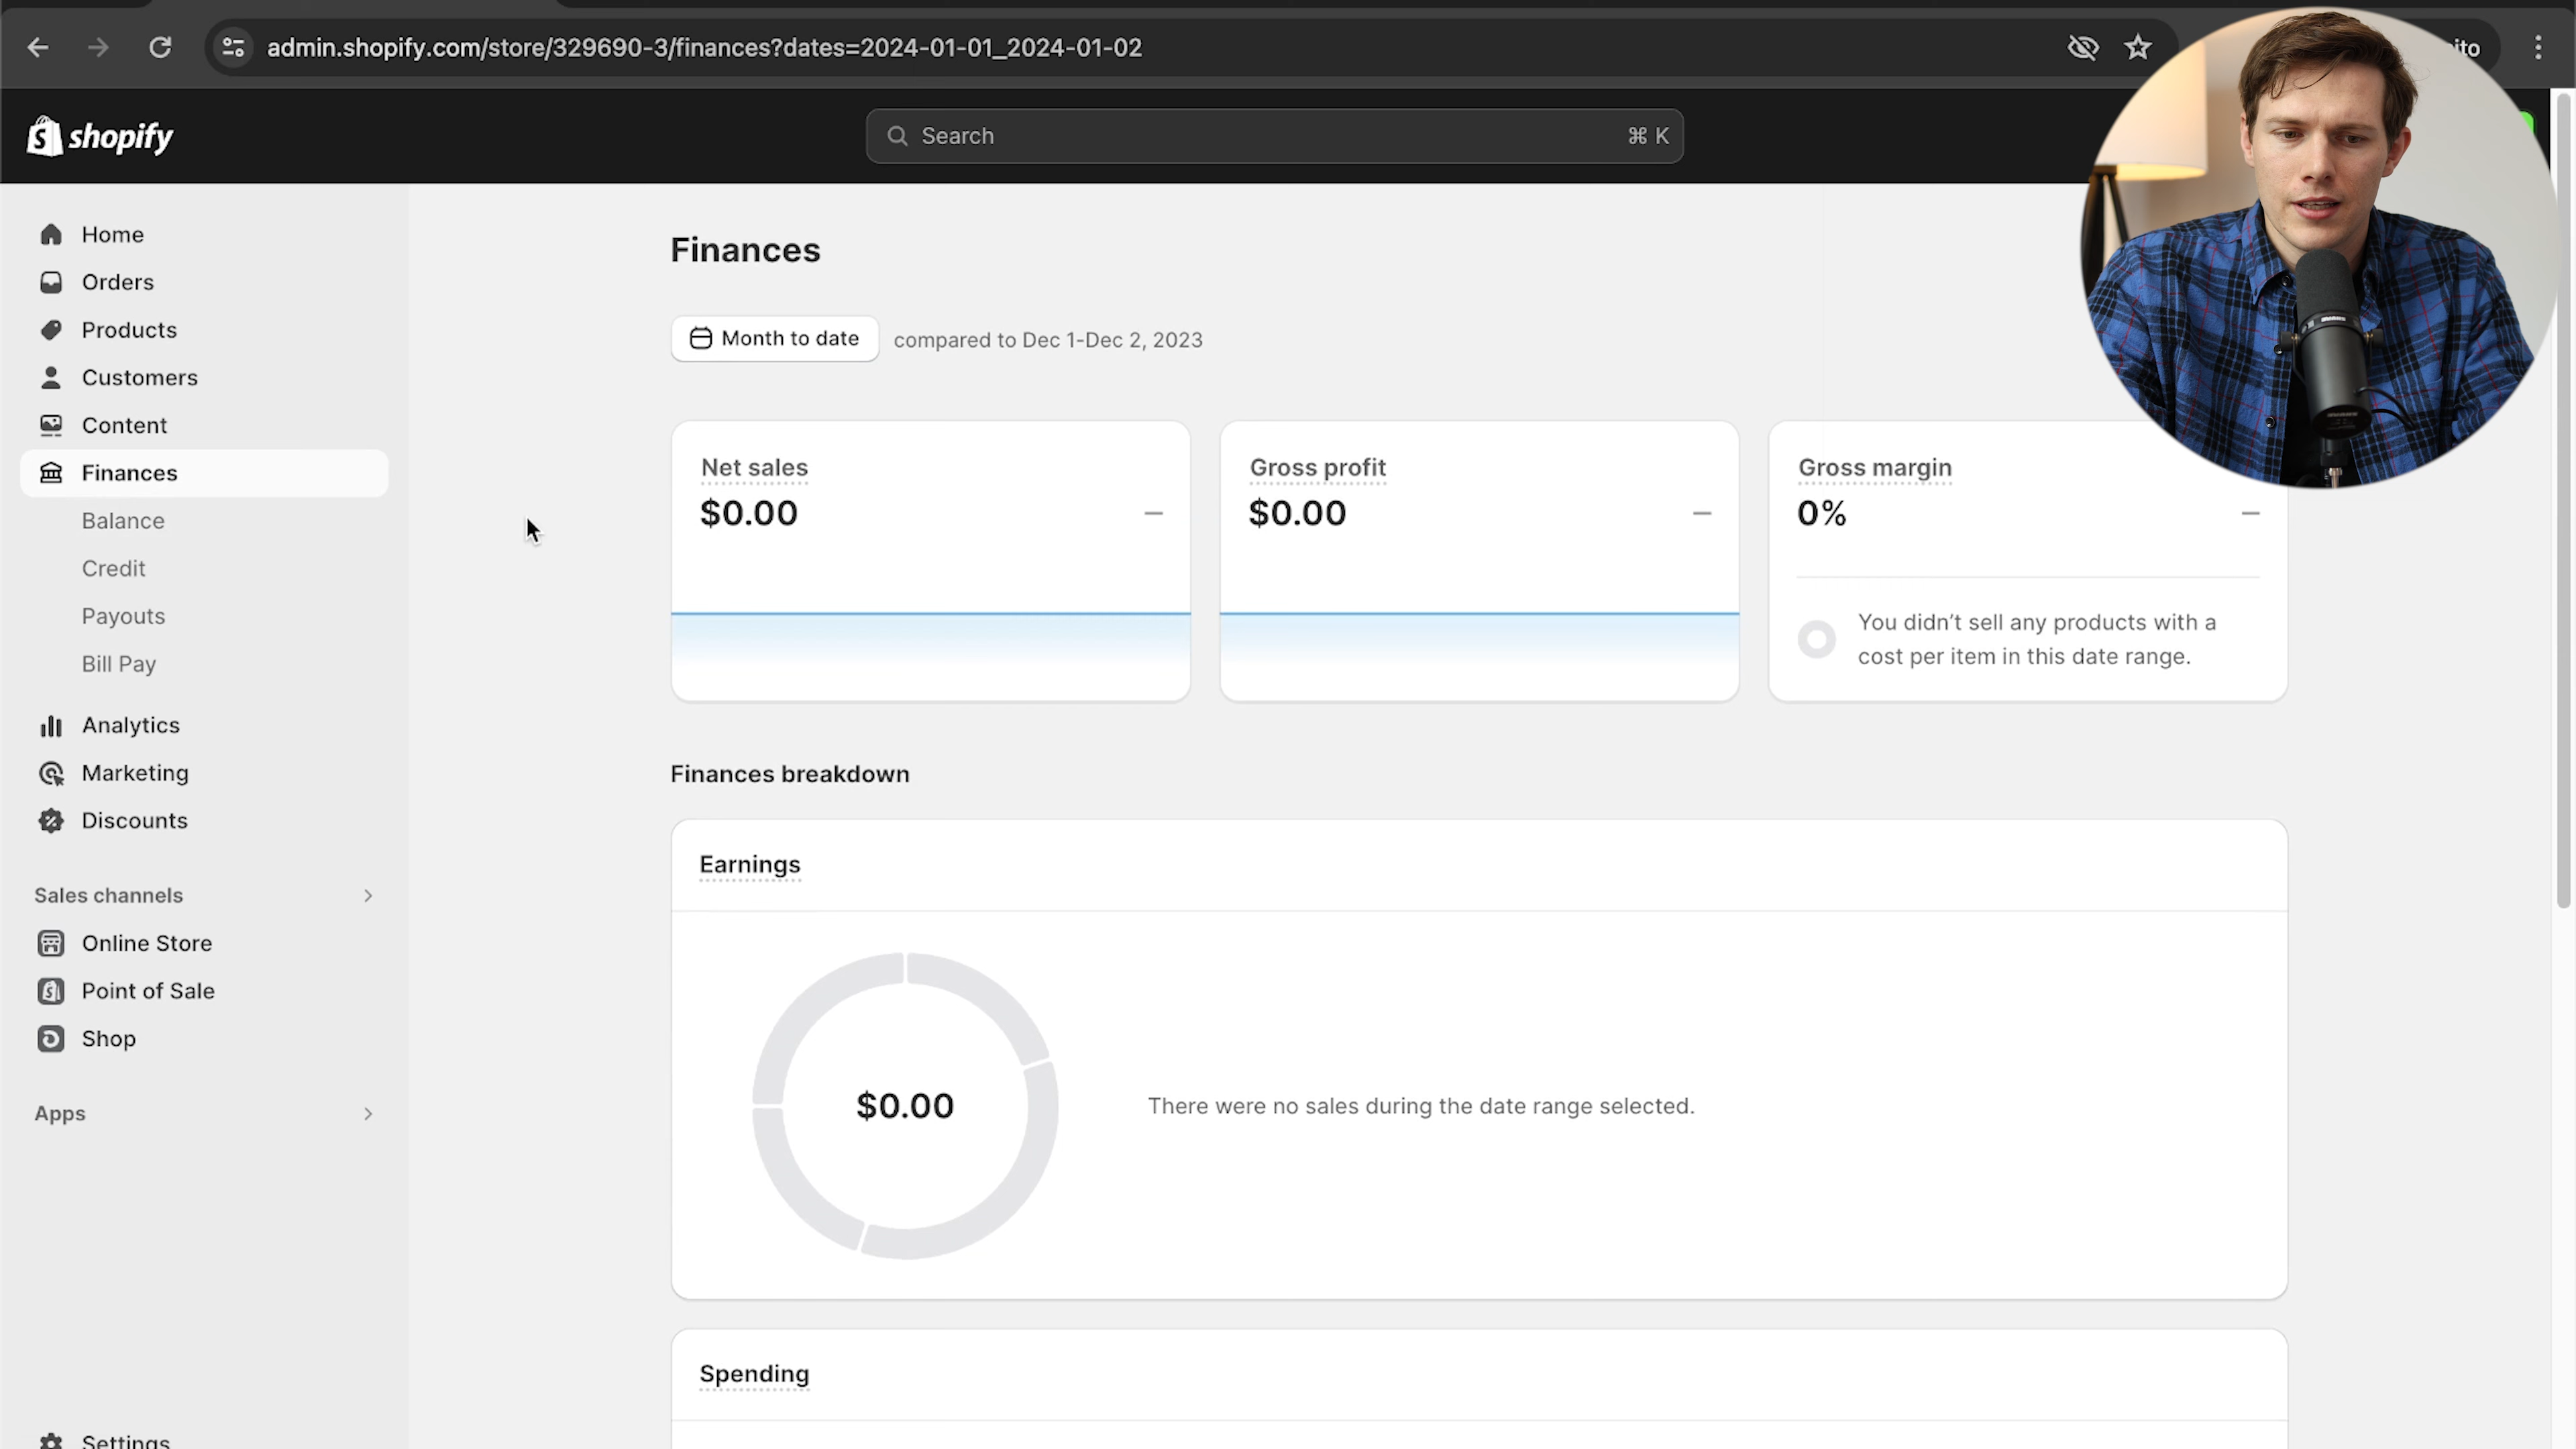 admin.shopify.com/store/329690-3/finances?dates=2024-01-01_2024-01-02
shopify
Search
⌘ K
Home
Orders
Products
Customers
Content
Finances
Balance
Credit
Payouts
Bill Pay
Analytics
Marketing
Discounts
Sales channels
Online Store
Point of Sale
Shop
Apps
Settings
Finances
Month to date
compared to Dec 1-Dec 2, 2023
Net sales
$0.00
Gross profit
$0.00
Gross margin
0%
You didn't sell any products with a
cost per item in this date range.
Finances breakdown
Earnings
$0.00
There were no sales during the date range selected.
Spending